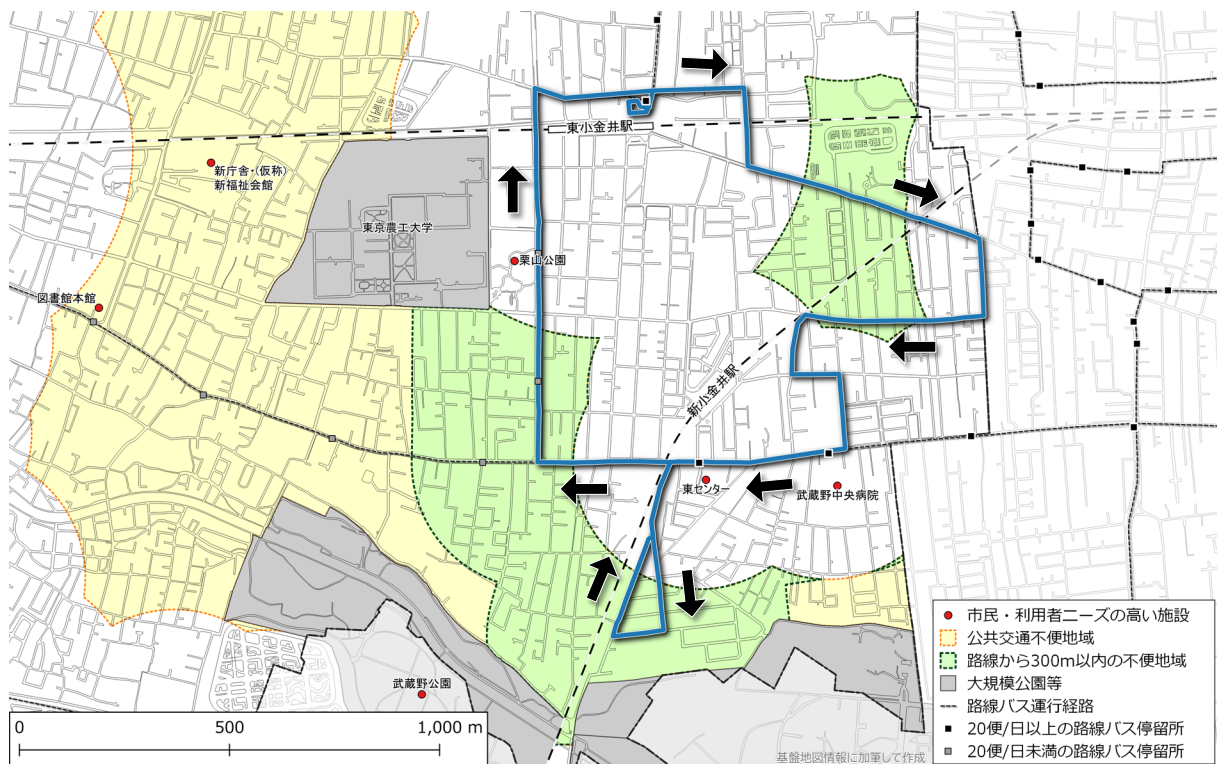 東小金井駅
新庁舎・(仮称)
新福祉会館
東京農工大学
栗山公園
図書館本館
新小金井駅
東センター
武蔵野中央病院
武蔵野公園
市民・利用者ニーズの高い施設
公共交通不便地域
路線から300m以内の不便地域
大規模公園等
路線バス運行経路
20便/日以上の路線バス停留所
20便/日未満の路線バス停留所
0 500 1,000 m
基盤地図情報に加筆して作成